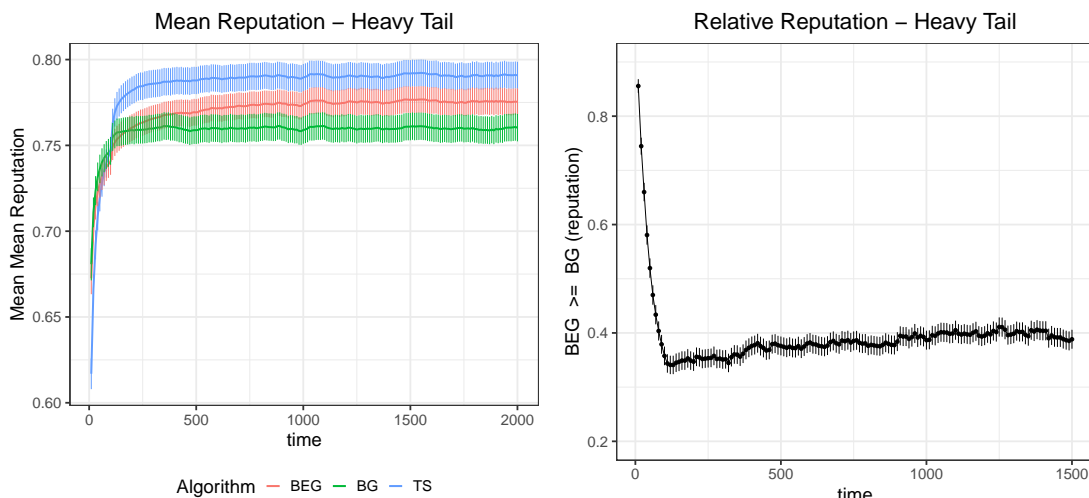 Mean Reputation – Heavy Tail
Mean Mean Reputation
0.80
0.75
0.70
0.65
0.60
0
500
1000
1500
2000
time
Algorithm BEG BG TS
Relative Reputation – Heavy Tail
BEG >= BG (reputation)
0.8
0.6
0.4
0.2
0
500
1000
1500
time